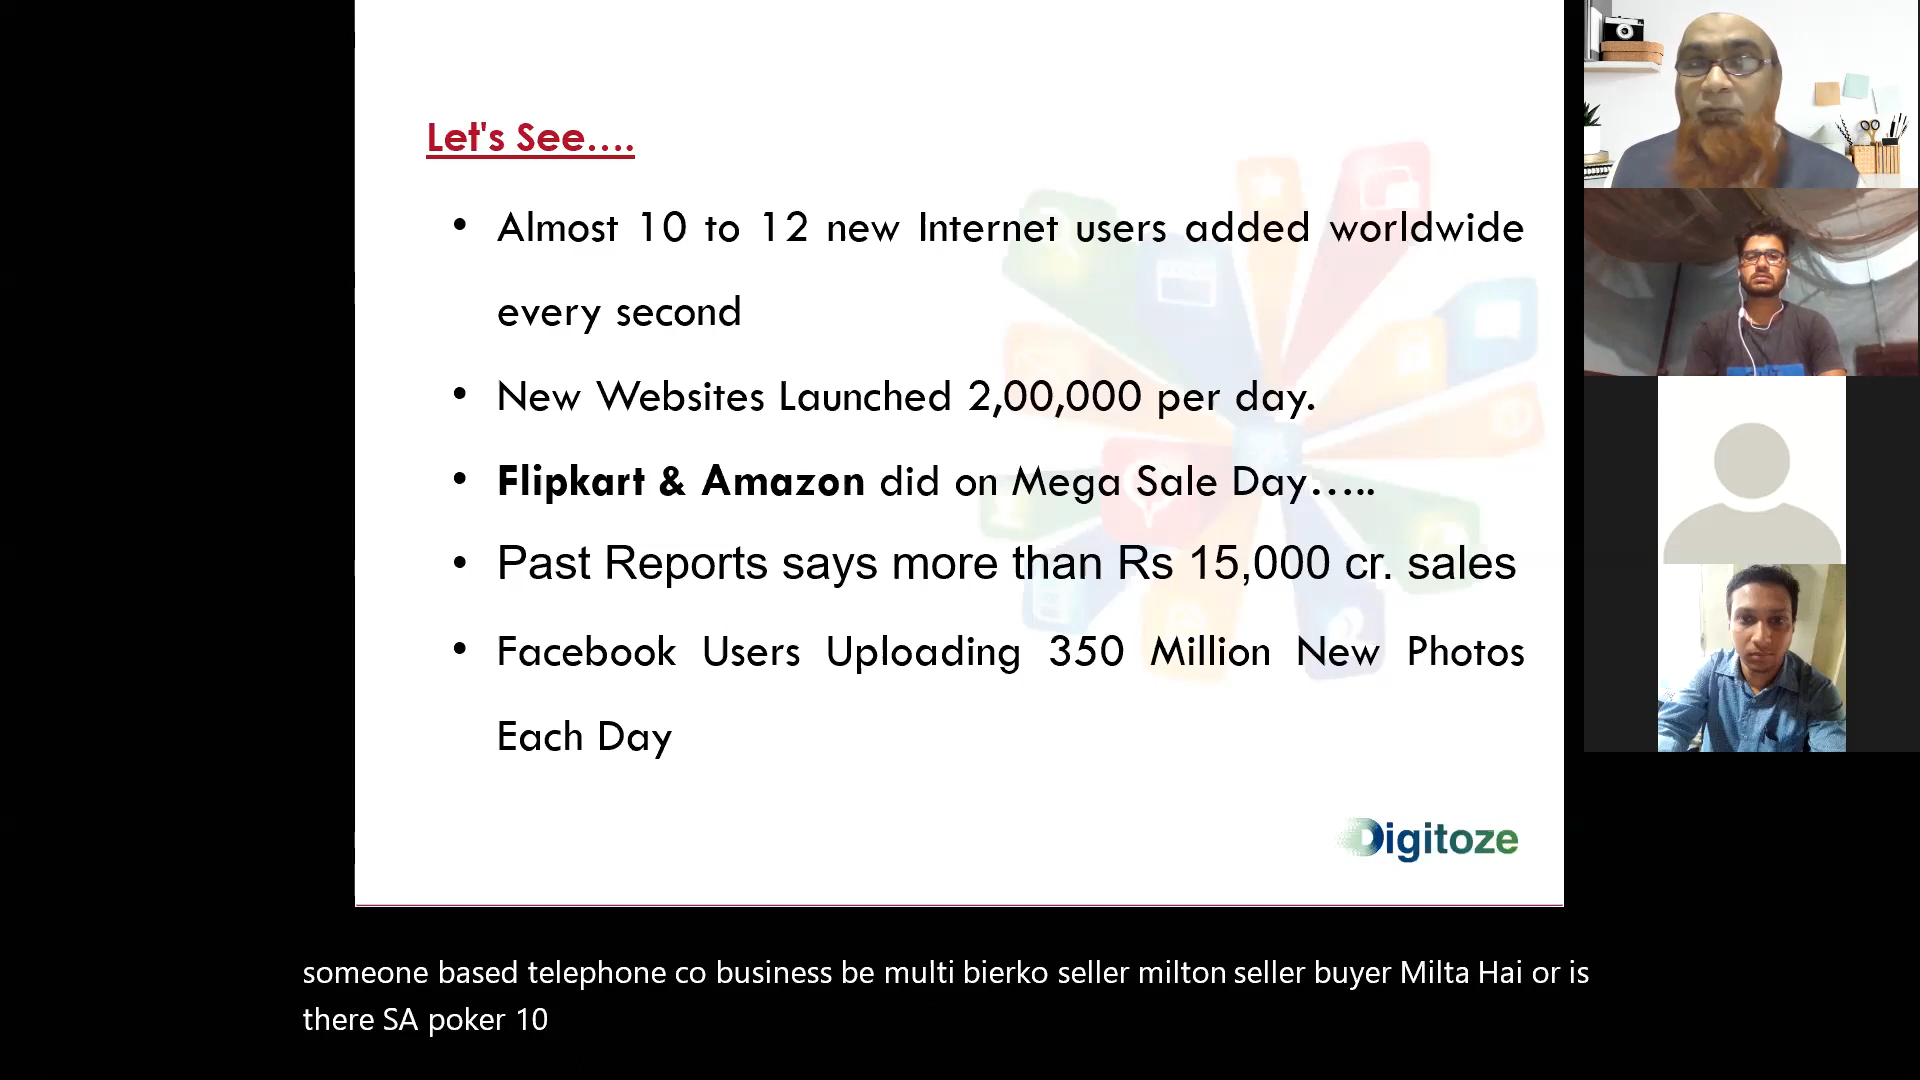 Let's See....
• Almost 10 to 12 new Internet users added worldwide
every second
• New Websites Launched 2,00,000 per day.
• Flipkart & Amazon did on Mega Sale Day.....
• Past Reports says more than Rs 15,000 cr. sales
• Facebook Users Uploading 350 Million New Photos
Each Day
Digitoze
someone based telephone co business be multi bierko seller milton seller buyer Milta Hai or is
there SA poker 10